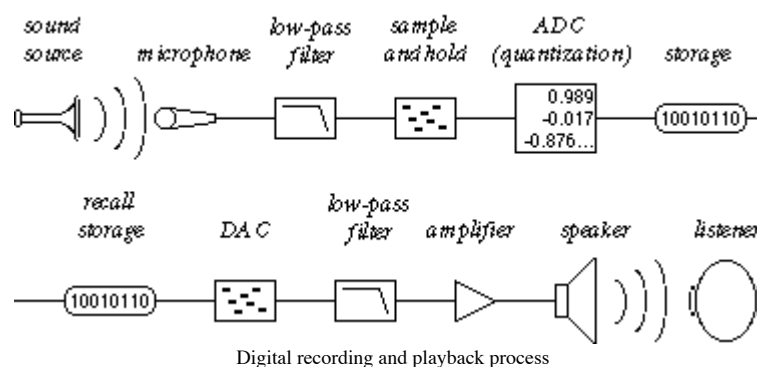 sound source
microphone
low-pass filter
sample and hold
ADC (quantization)
storage
0.989
-0.017
-0.876...
10010110
recall storage
DAC
low-pass filter
amplifier
speaker
listener
10010110
Digital recording and playback process